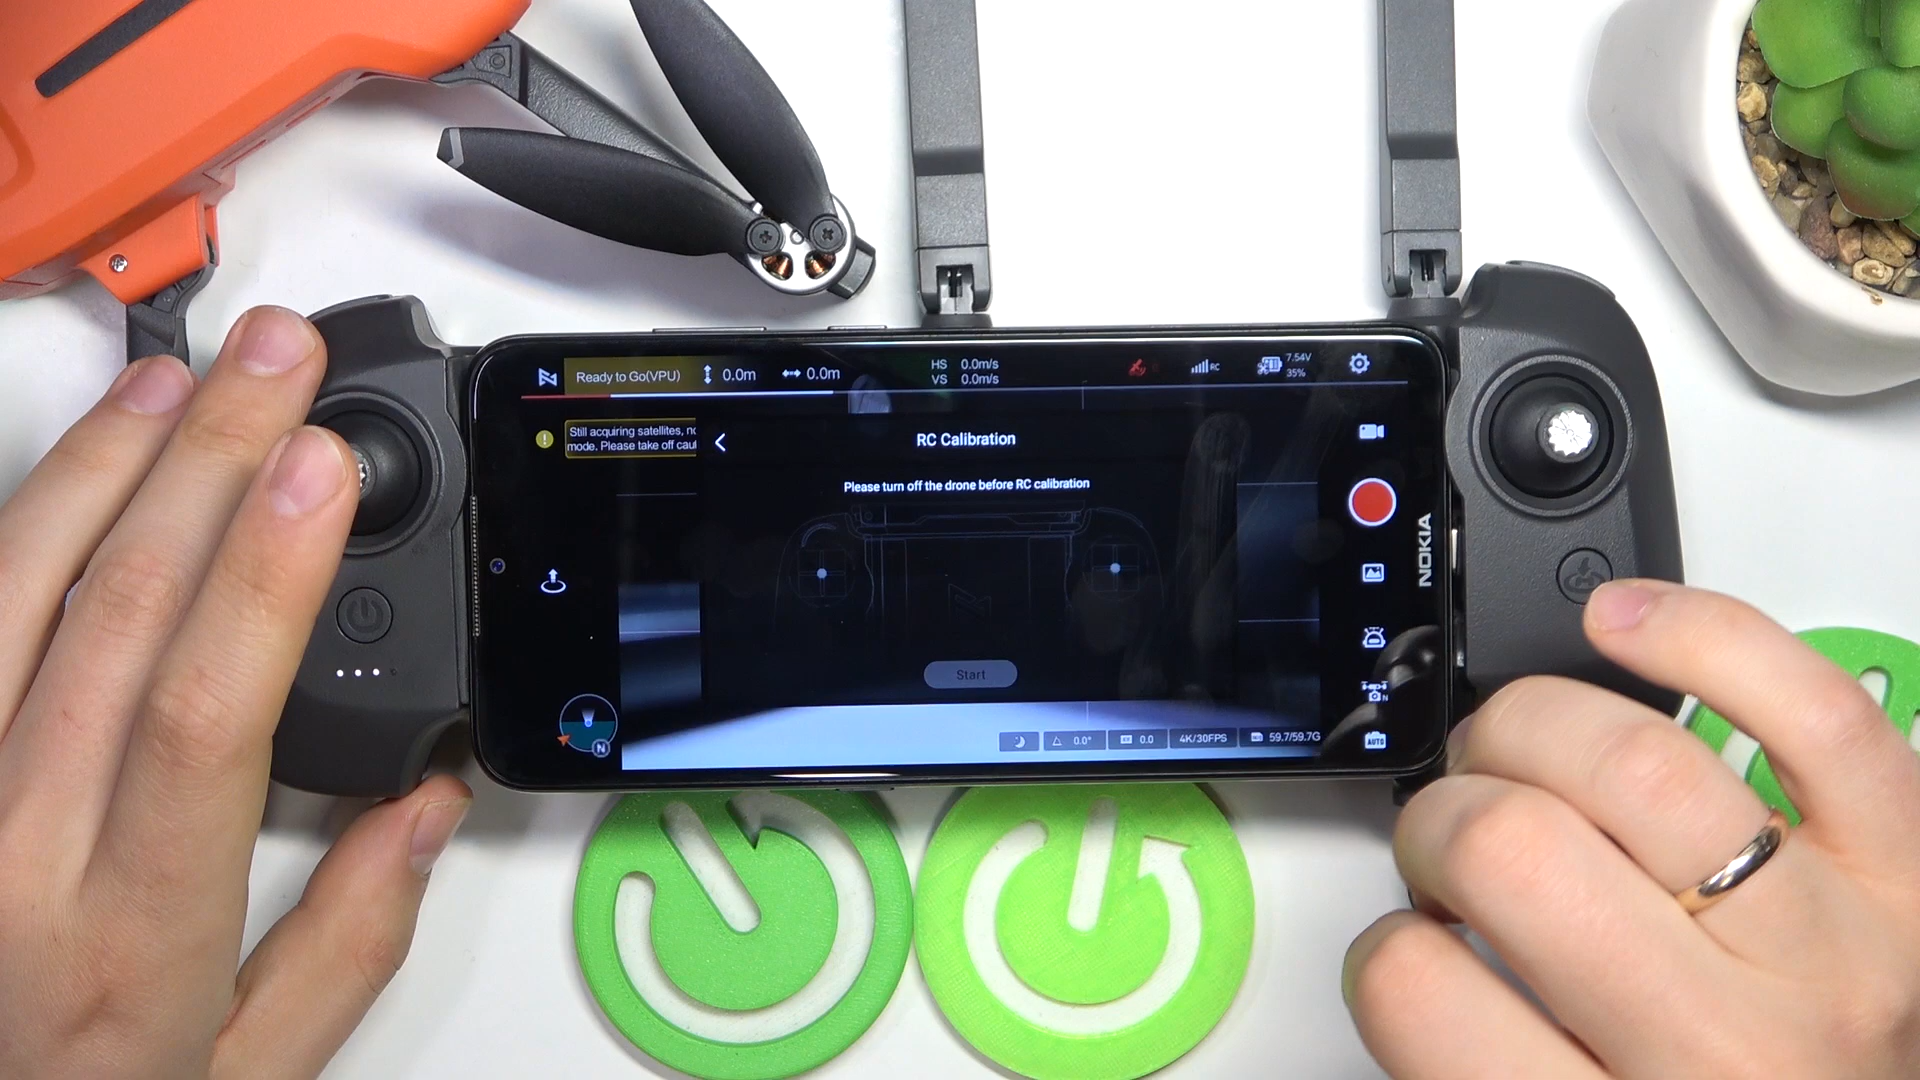 Ready to Go(VPU)
0.0m
0.0m
HS 0.0m/s
VS 0.0m/s
RC
7.54V
35%
Still acquiring satellites, no
mode. Please take off cau
RC Calibration
Please turn off the drone before RC calibration
Start
N
0.0°
0.0
4K/30FPS
59.7/59.7G
N
AUTO
NOKIA